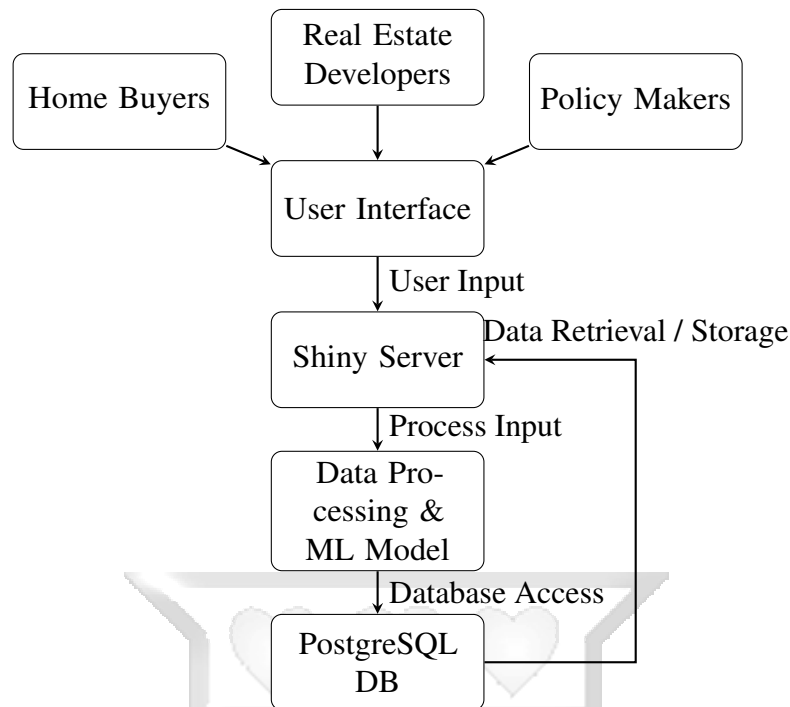 Real Estate
Developers
Home Buyers
Policy Makers
User Interface
User Input
Data Retrieval / Storage
Shiny Server
Process Input
Data Pro-
cessing &
ML Model
Database Access
PostgreSQL
DB